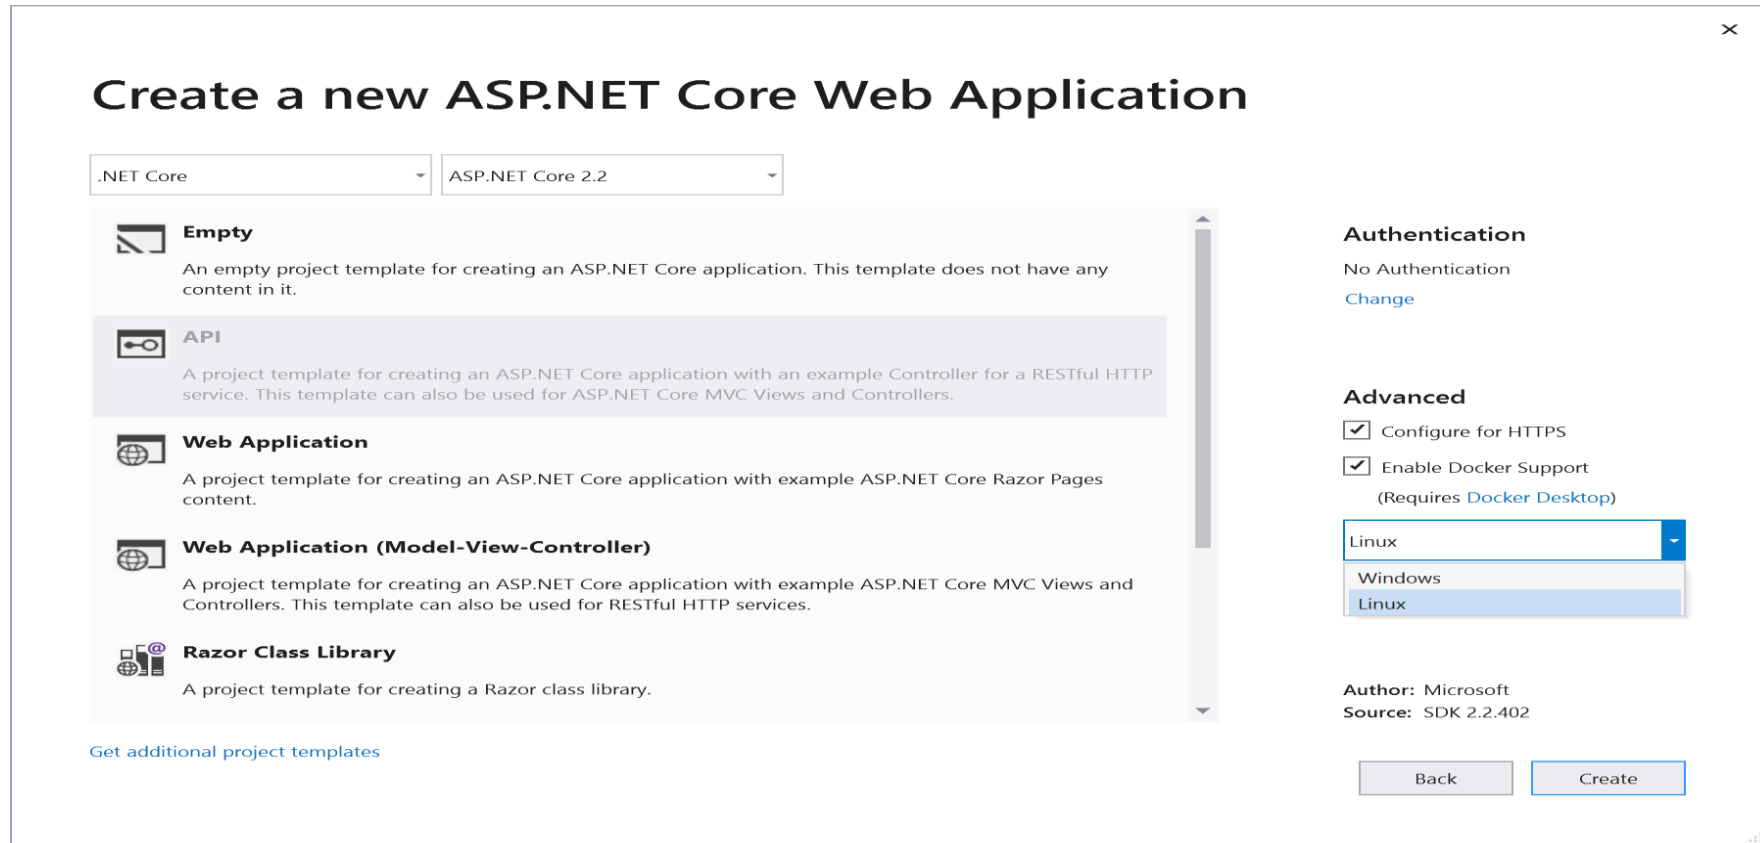 Create a new ASP.NET Core Web Application
.NET Core
ASP.NET Core 2.2
Empty
An empty project template for creating an ASP.NET Core application. This template does not have any
content in it.
API
A project template for creating an ASP.NET Core application with an example Controller for a RESTful HTTP
service. This template can also be used for ASP.NET Core MVC Views and Controllers.
Web Application
A project template for creating an ASP.NET Core application with example ASP.NET Core Razor Pages
content.
Web Application (Model-View-Controller)
A project template for creating an ASP.NET Core application with example ASP.NET Core MVC Views and
Controllers. This template can also be used for RESTful HTTP services.
Razor Class Library
A project template for creating a Razor class library.
Get additional project templates
Authentication
No Authentication
Change
Advanced
Configure for HTTPS
Enable Docker Support
(Requires Docker Desktop)
Linux
Windows
Linux
Author: Microsoft
Source: SDK 2.2.402
Back
Create